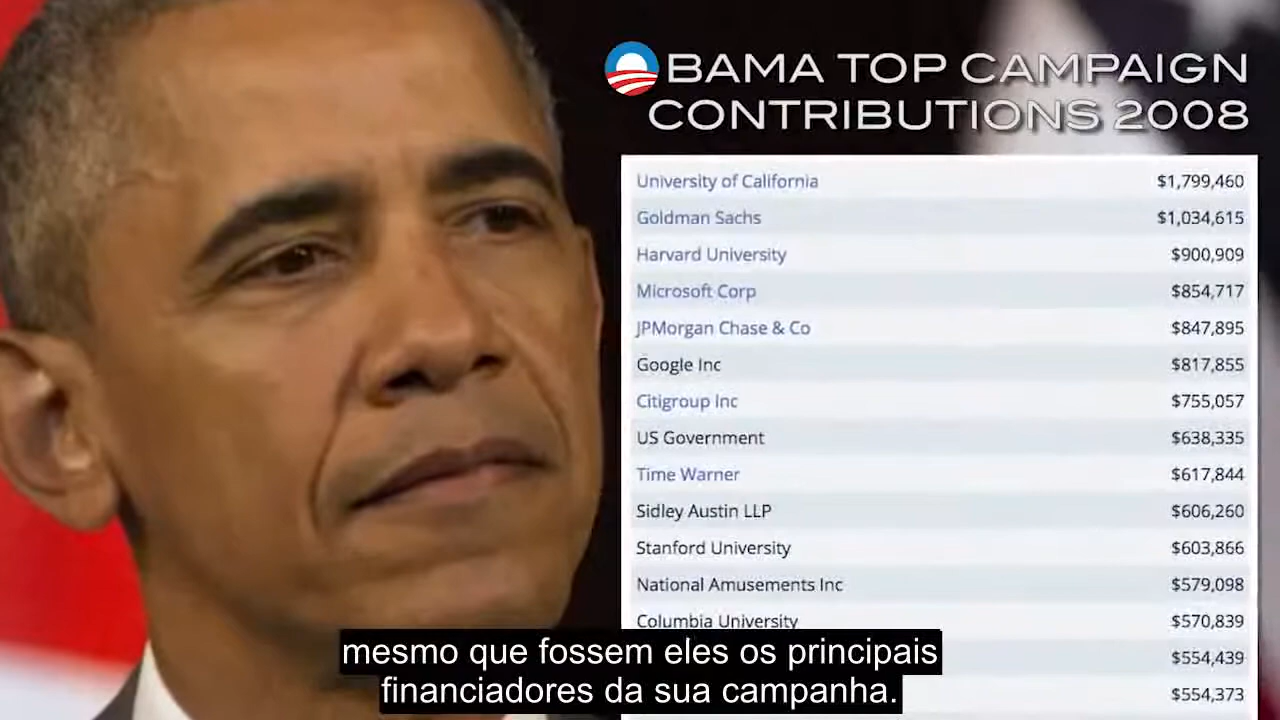 BAMA TOP CAMPAIGN
CONTRIBUTIONS 2008
University of California $1,799,460
Goldman Sachs $1,034,615
Harvard University $900,909
Microsoft Corp $854,717
JPMorgan Chase & Co $847,895
Google Inc $817,855
Citigroup Inc $755,057
US Government $638,335
Time Warner $617,844
Sidley Austin LLP $606,260
Stanford University $603,866
National Amusements Inc $579,098
Columbia University $570,839
$554,439
$554,373
mesmo que fossem eles os principais
financiadores da sua campanha.